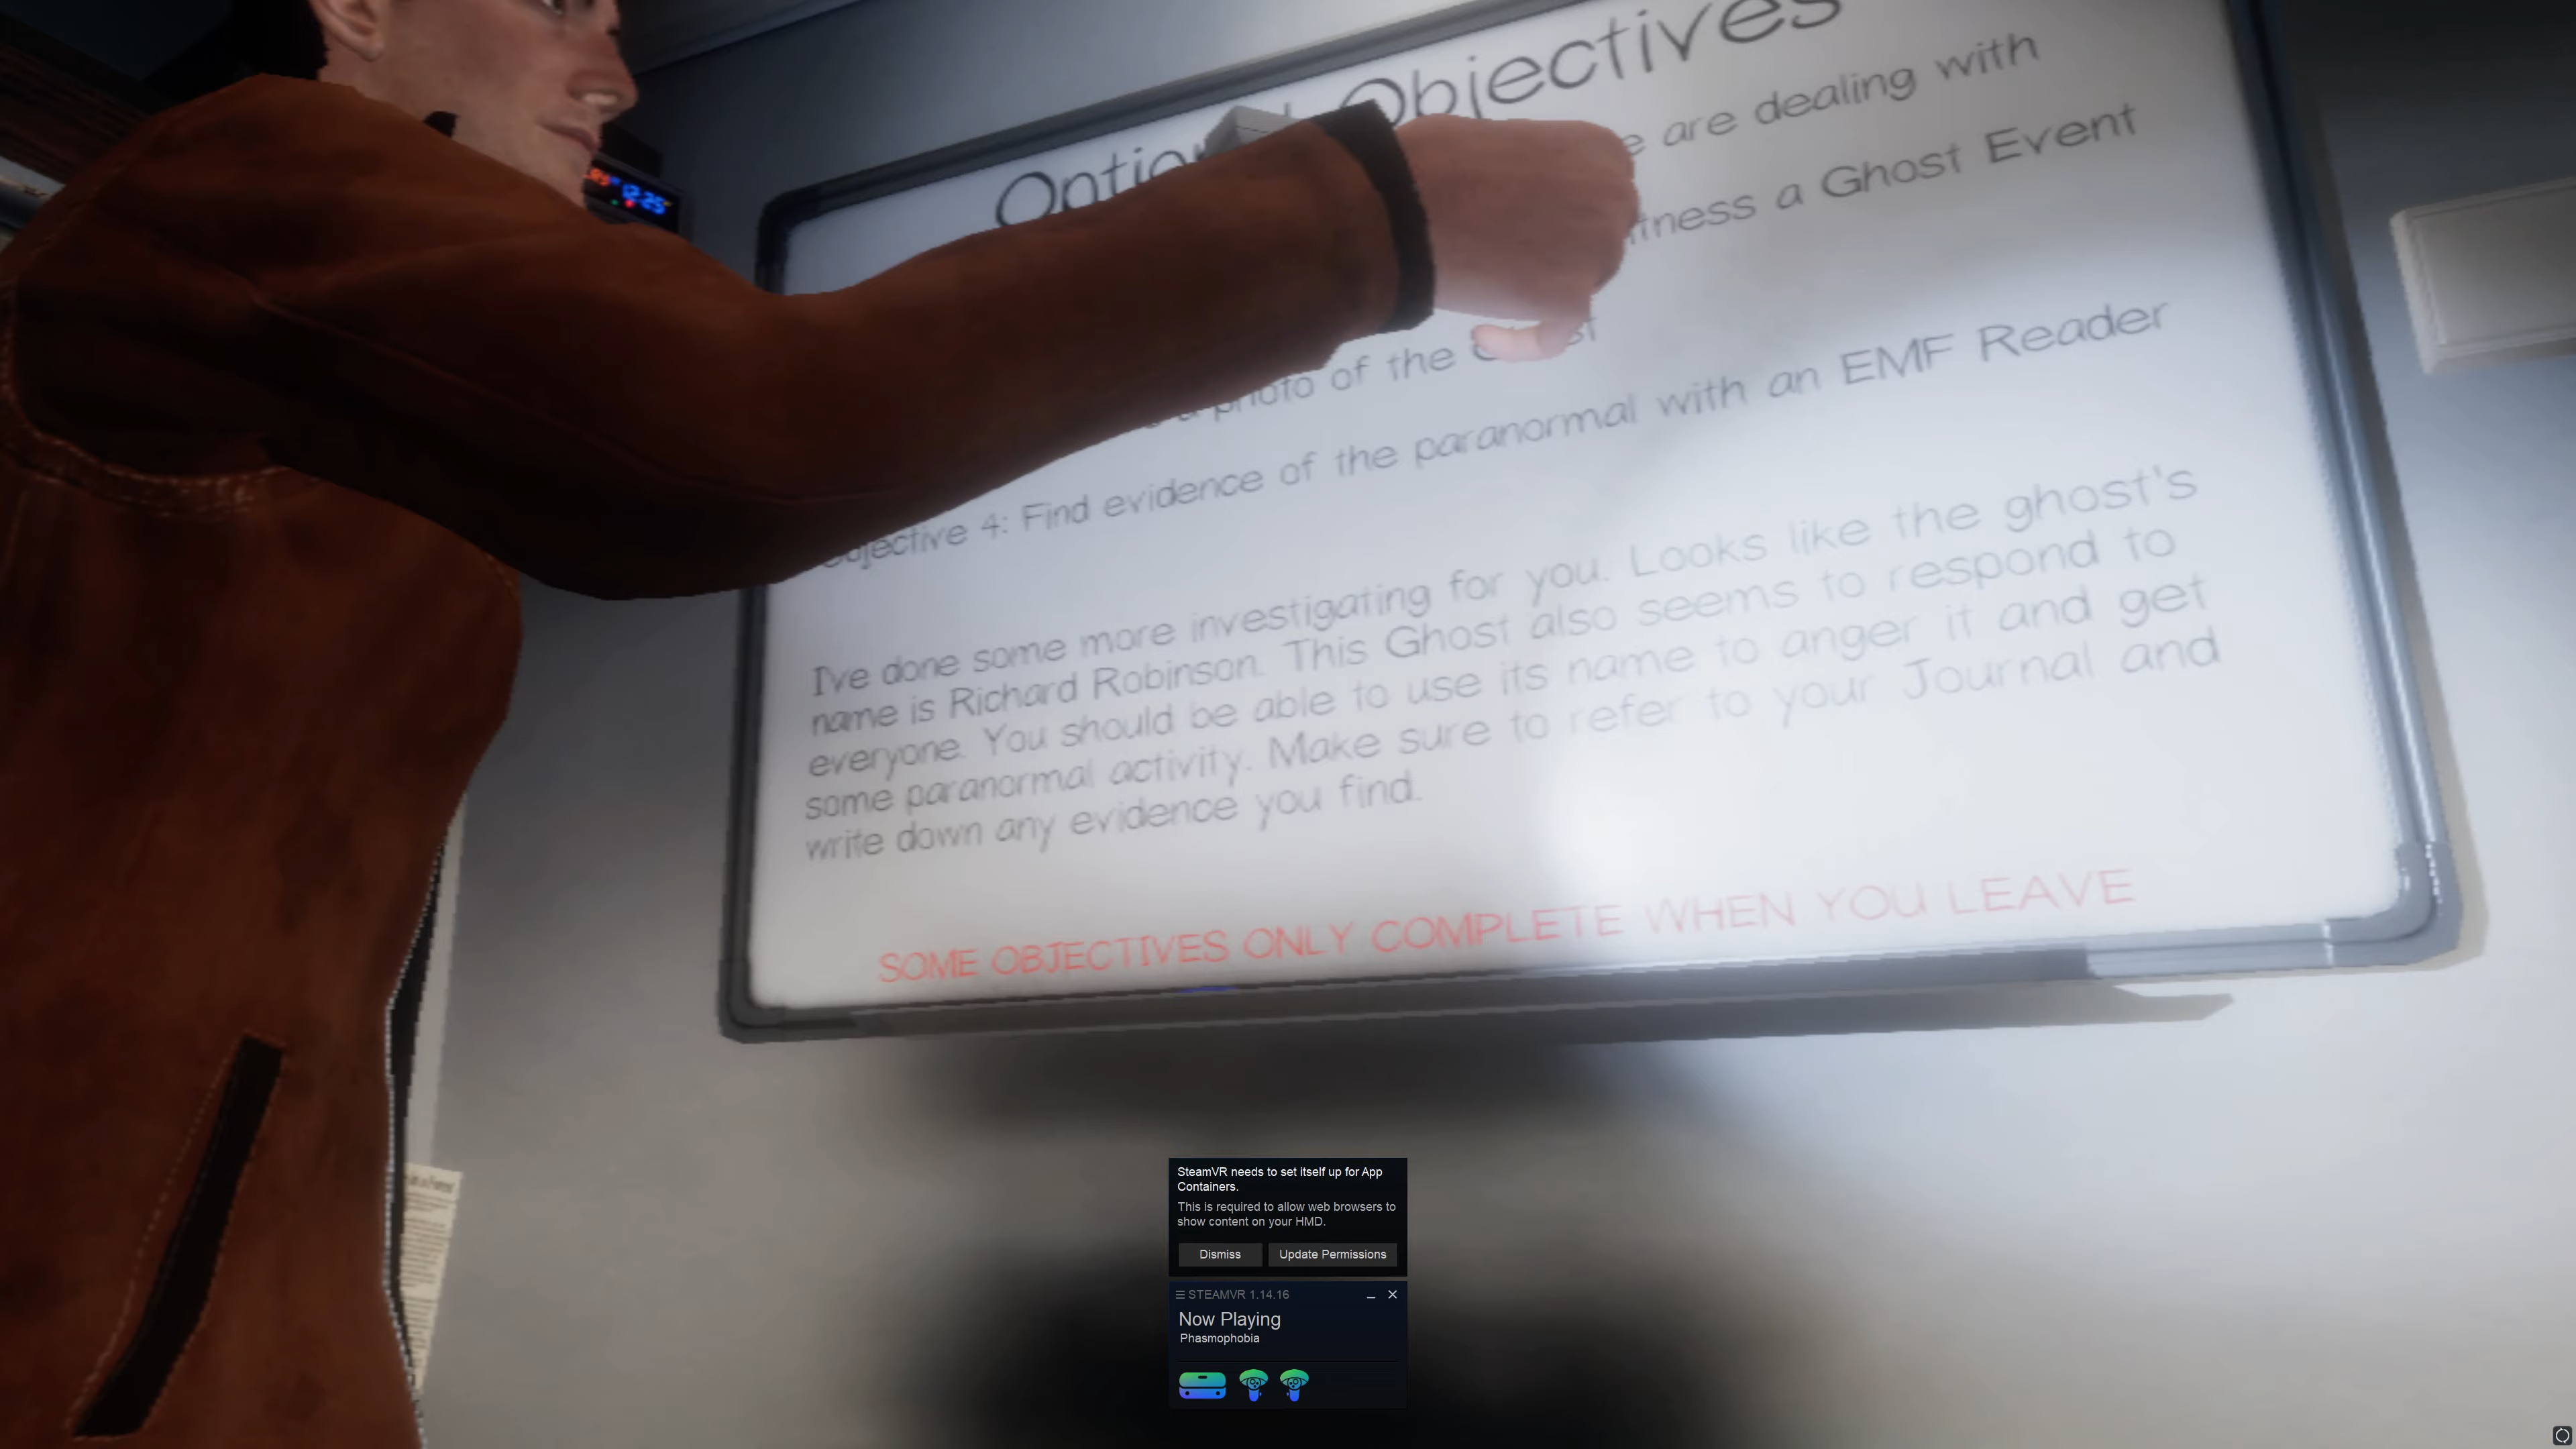 Objectives
are dealing with
a Ghost Event
photo of the
4: Find evidence of the paranormal with an EMF Reader
I've done some more investigating for you. Looks like the ghost's
name is Richard Robinson. This Ghost also seems to respond to
everyone. You should be able to use its name to anger it and get
some paranormal activity. Make sure to refer to your Journal and
write down any evidence you find.
SOME OBJECTIVES ONLY COMPLETE WHEN YOU LEAVE
SteamVR needs to set itself up for App
Containers.
This is required to allow web browsers to
show content on your HMD.
Dismiss Update Permissions
STEAMVR 1.14.16
Now Playing
Phasmophobia